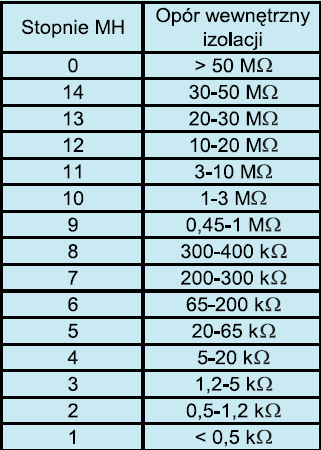 Stopnie MH Opór wewnętrzny izolacji
0 > 50 MΩ
14 30-50 MΩ
13 20-30 MΩ
12 10-20 MΩ
11 3-10 MΩ
10 1-3 MΩ
9 0,45-1 MΩ
8 300-400 kΩ
7 200-300 kΩ
6 65-200 kΩ
5 20-65 kΩ
4 5-20 kΩ
3 1,2-5 kΩ
2 0,5-1,2 kΩ
1 < 0,5 kΩ